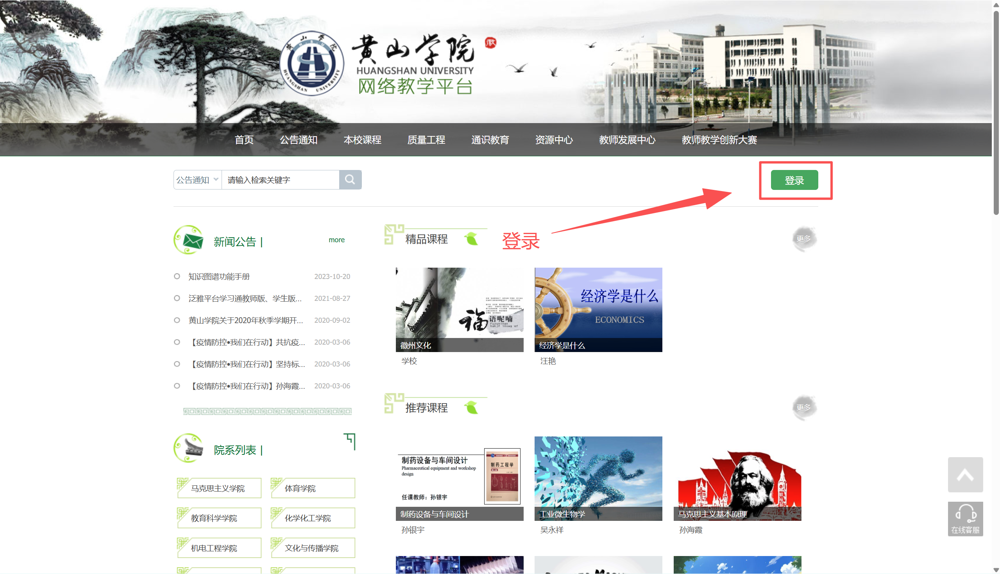 黄山学院
HUANGSHAN UNIVERSITY
黄山学院 徽
HUANGSHAN UNIVERSITY
网络教学平台
首页 公告通知 本校课程 质量工程 通识教育 资源中心 教师发展中心 教师教学创新大赛
公告通知 请输入检索关键字 登录
新闻公告 | more
知识图谱功能手册 2023-10-20
泛雅平台学习通教师版、学生版... 2021-08-27
黄山学院关于2020年秋季学期开... 2020-09-02
【疫情防控•我们在行动】共抗疫... 2020-03-06
【疫情防控•我们在行动】坚持标... 2020-03-06
【疫情防控•我们在行动】孙海霞... 2020-03-06
院系列表 |
马克思主义学院 体育学院
教育科学学院 化学化工学院
机电工程学院 文化与传播学院
精品课程 登录 更多
福
语呢喃
Fuyuninan
hakjf inswg ef
徽州文化
学校
经济学是什么
ECONOMICS
经济学是什么
汪艳
推荐课程 更多
制药设备与车间设计
Pharmaceutical equipment and workshop
design
制药工程学
任课教师：孙银宇
制药设备与车间设计
孙银宇
工业微生物学
吴永祥
马克思主义基本原理
孙海霞
在线客服